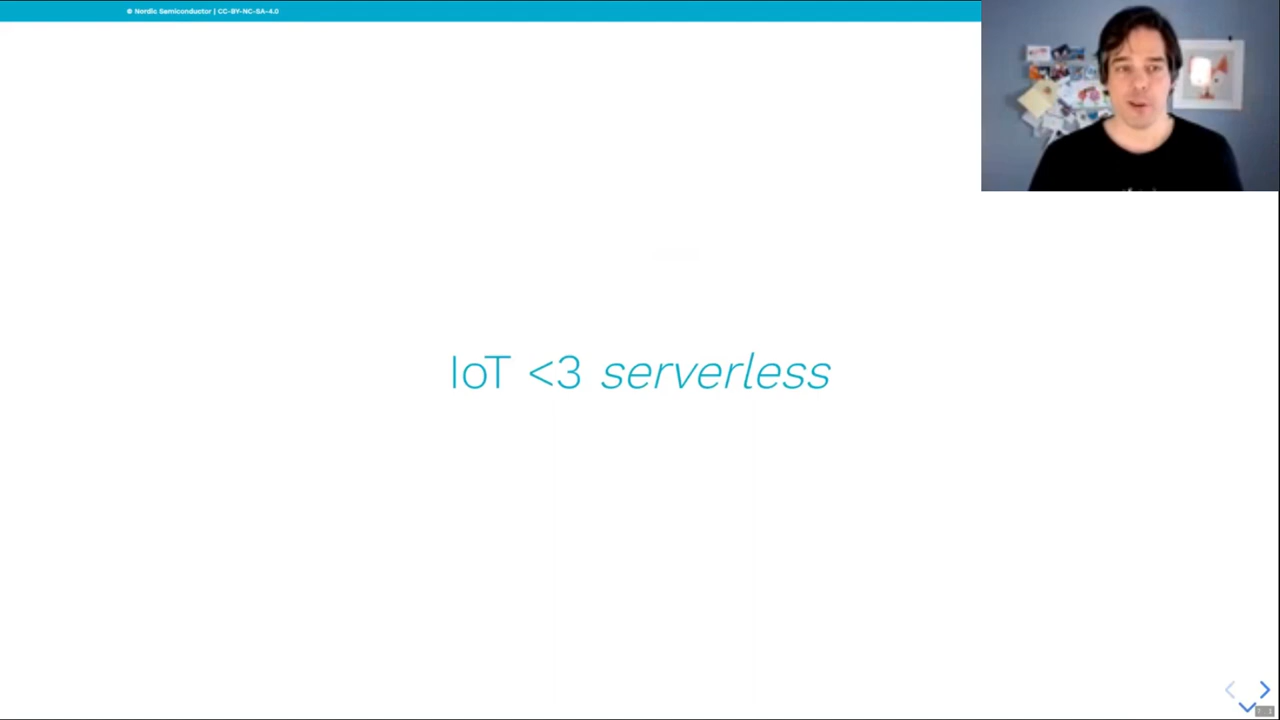 © Nordic Semiconductor | CC-BY-NC-SA-4.0
IoT <3 serverless